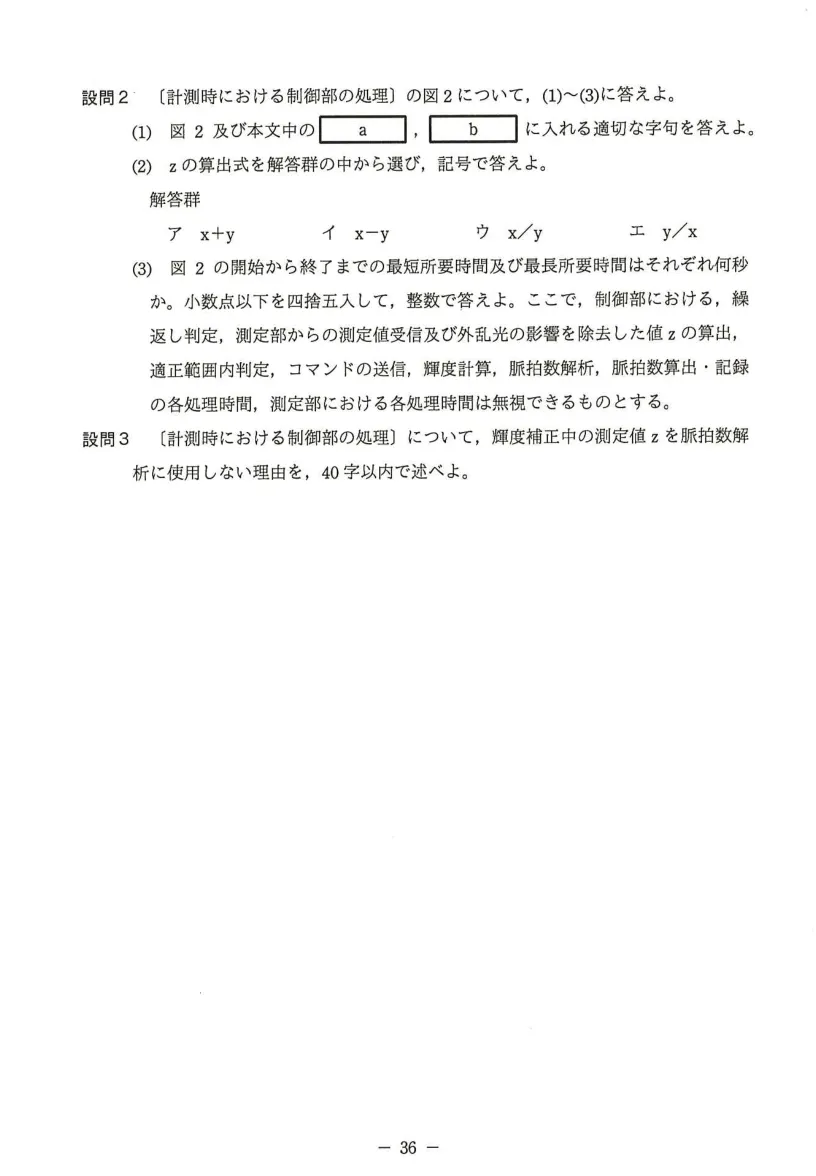 設問2 〔計測時における制御部の処理〕の図2について，(1)～(3)に答えよ。
(1) 図2及び本文中の a ， b に入れる適切な字句を答えよ。
(2) zの算出式を解答群の中から選び，記号で答えよ。
解答群
ア x＋y イ x－y ウ x／y エ y／x
(3) 図2の開始から終了までの最短所要時間及び最長所要時間はそれぞれ何秒
か。小数点以下を四捨五入して，整数で答えよ。ここで，制御部における，繰
返し判定，測定部からの測定値受信及び外乱光の影響を除去した値zの算出，
適正範囲内判定，コマンドの送信，輝度計算，脈拍数解析，脈拍数算出・記録
の各処理時間，測定部における各処理時間は無視できるものとする。
設問3 〔計測時における制御部の処理〕について，輝度補正中の測定値zを脈拍数解
析に使用しない理由を，40字以内で述べよ。
－ 36 －